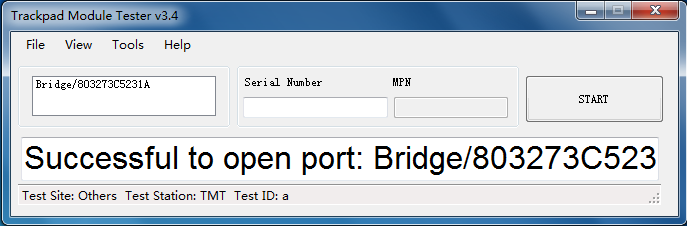 Trackpad Module Tester v3.4
File View Tools Help
Bridge/803273C5231A
Serial Number MPN
START
Successful to open port: Bridge/803273C523
Test Site: Others Test Station: TMT Test ID: a